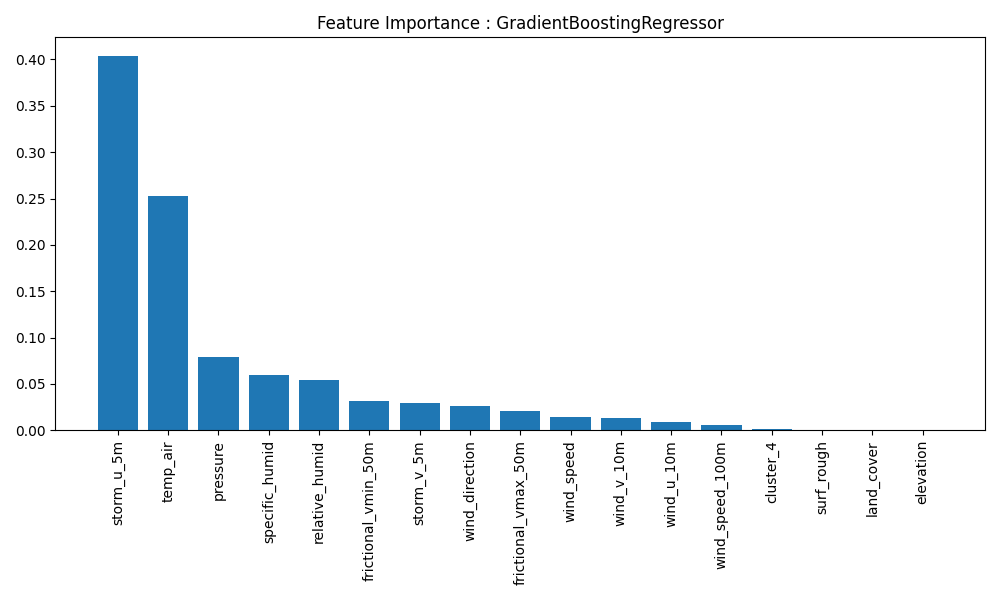 Feature Importance : GradientBoostingRegressor
0.40
0.35
0.30
0.25
0.20
0.15
0.10
0.05
0.00
storm_u_5m
temp_air
pressure
specific_humid
relative_humid
frictional_vmin_50m
storm_v_5m
wind_direction
frictional_vmax_50m
wind_speed
wind_v_10m
wind_u_10m
wind_speed_100m
cluster_4
surf_rough
land_cover
elevation